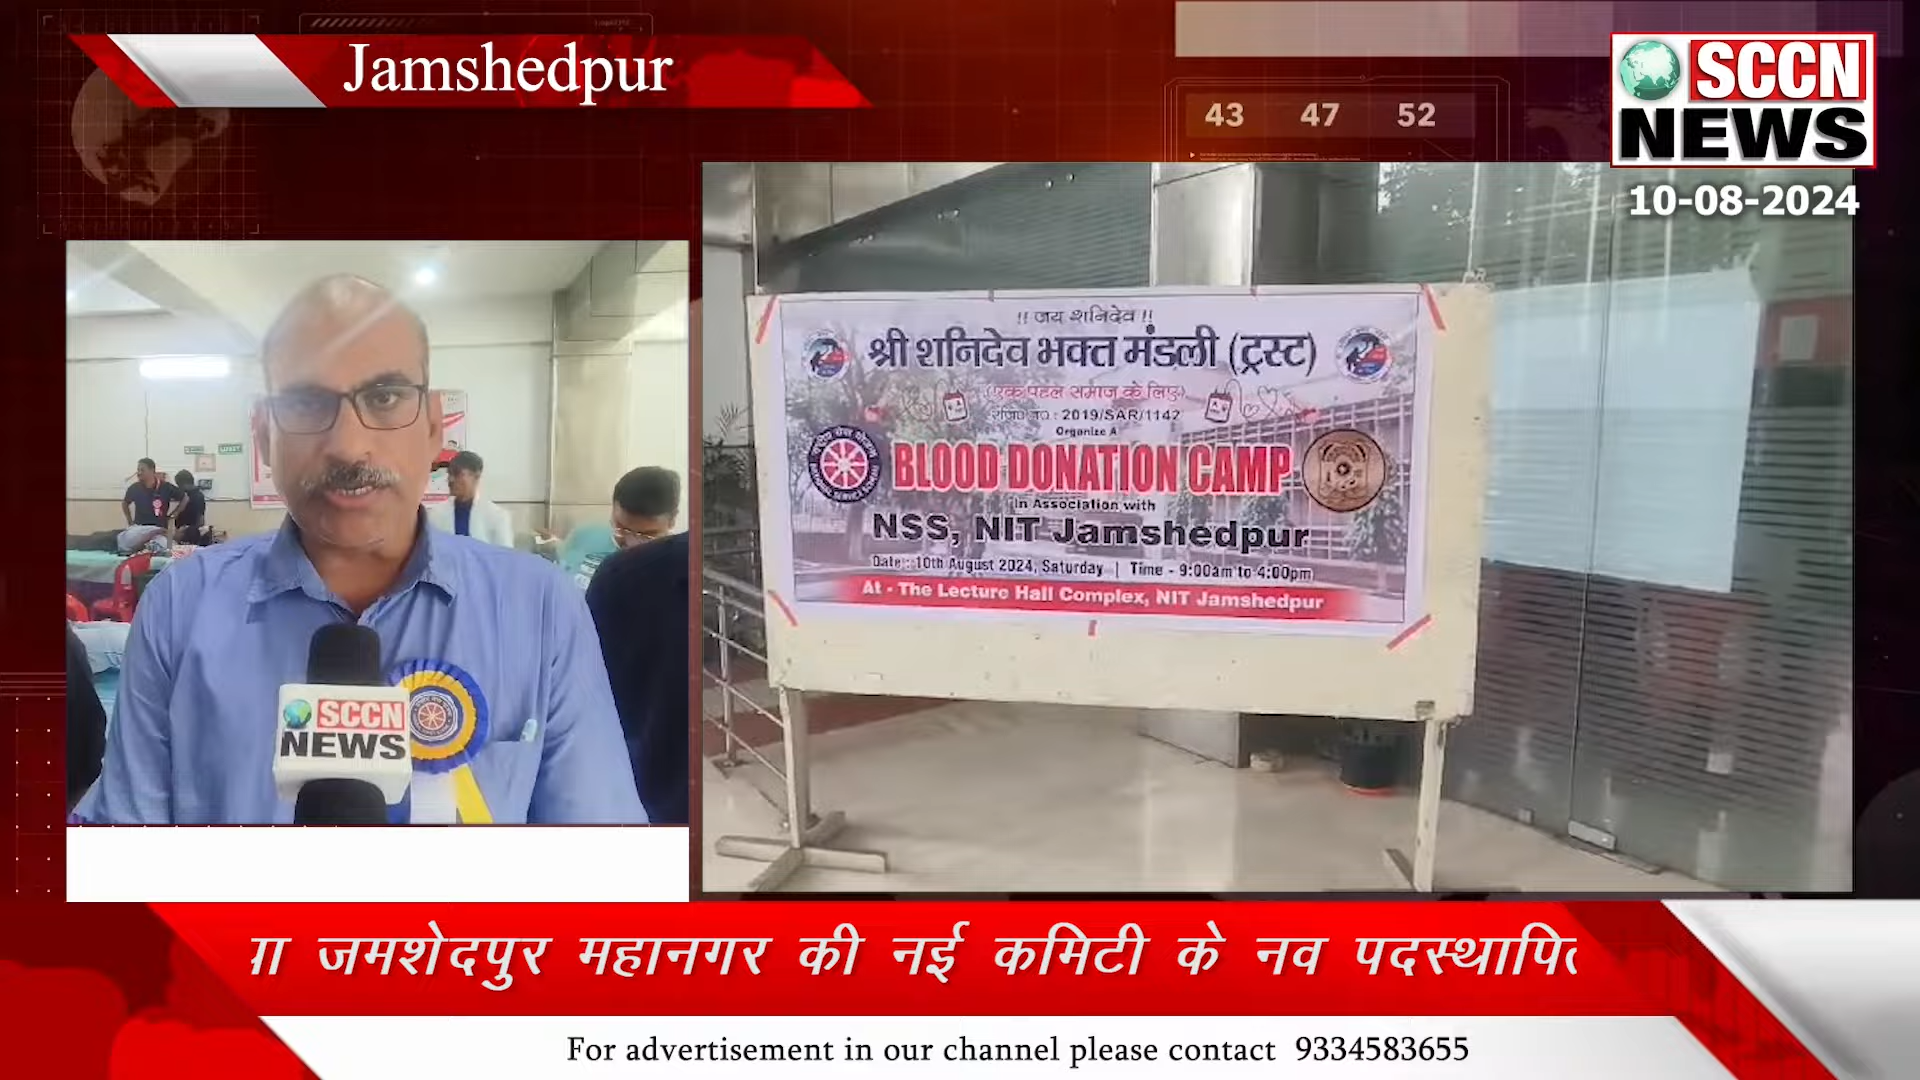 Jamshedpur
SCCN
NEWS
10-08-2024
43 47 52
!! जय शनिदेव !!
श्री शनिदेव भक्त मंडली (ट्रस्ट)
(एक पहल समाज के लिए)
2019/SAR/1142
Organize A
BLOOD DONATION CAMP
In Association with
NSS, NIT Jamshedpur
Date : 10th August 2024, Saturday | Time - 9:00am to 4:00pm
At - The Lecture Hall Complex, NIT Jamshedpur
SCCN
NEWS
जमशेदपुर महानगर की नई कमिटी के नव
For advertisement in our channel please contact 9334583655